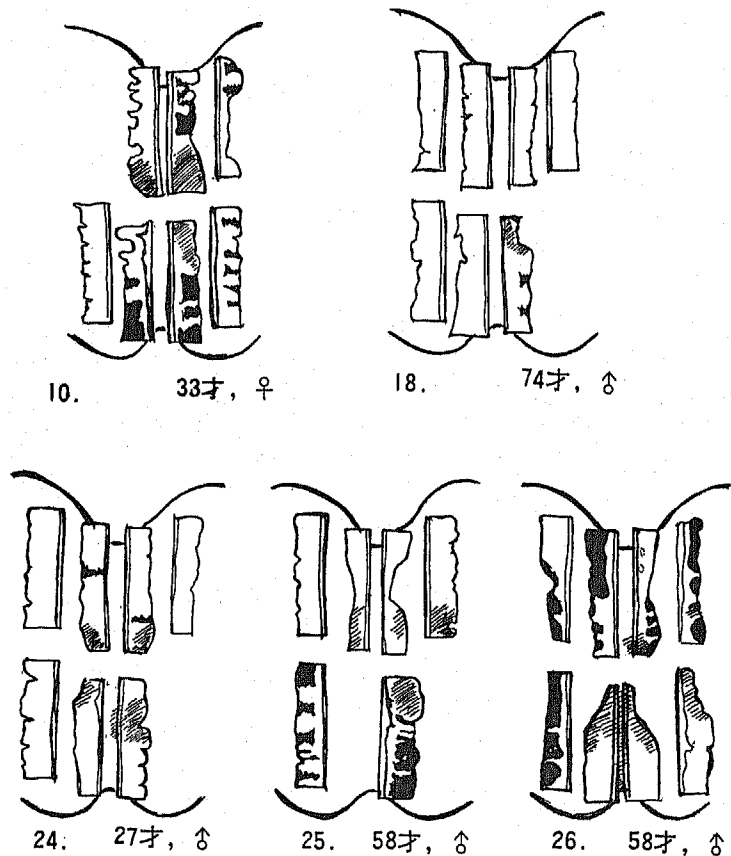 10. 33才, ♀
18. 74才, ♂
24. 27才, ♂
25. 58才, ♂
26. 58才, ♂